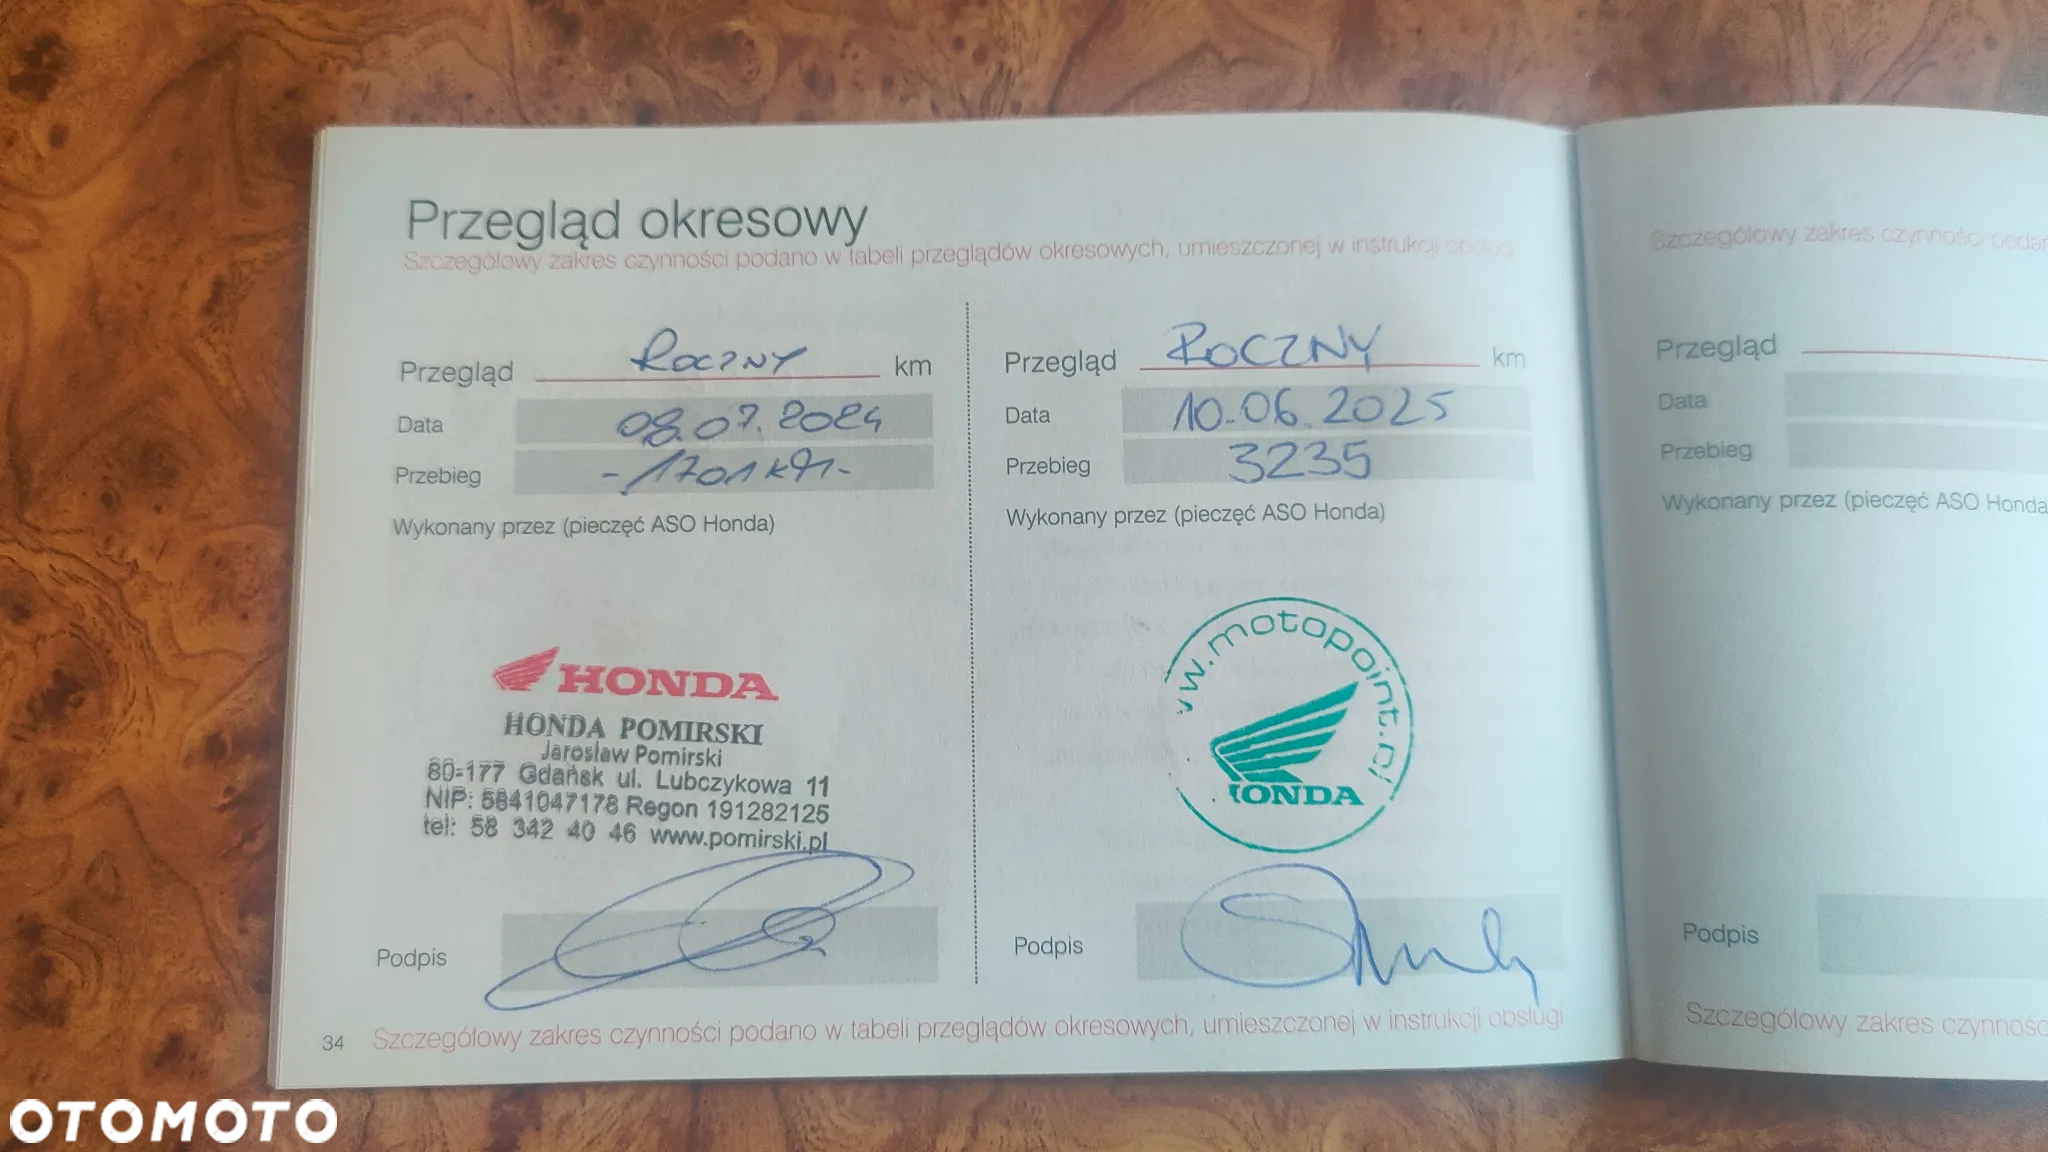 Przegląd okresowy
Szczegółowy zakres czynności podano w tabeli przeglądów okresowych, umieszczonej w instrukcji obsługi
Przegląd ROCZNY km
Data 08.07.2024
Przebieg -1701 km-
Wykonany przez (pieczęć ASO Honda)
HONDA
HONDA POMIRSKI
Jarosław Pomirski
80-177 Gdańsk ul. Lubczykowa 11
NIP: 5841047178 Regon 191282125
tel: 58 342 40 46 www.pomirski.pl
Podpis
Przegląd ROCZNY km
Data 10.06.2025
Przebieg 3235
Wykonany przez (pieczęć ASO Honda)
vw.motopoint.pl
HONDA
Podpis
34 Szczegółowy zakres czynności podano w tabeli przeglądów okresowych, umieszczonej w instrukcji obsługi
Szczegółowy zakres czynności podan
Przegląd
Data
Przebieg
Wykonany przez (pieczęć ASO Honda
Podpis
Szczegółowy zakres czynnośc
OTOMOTO